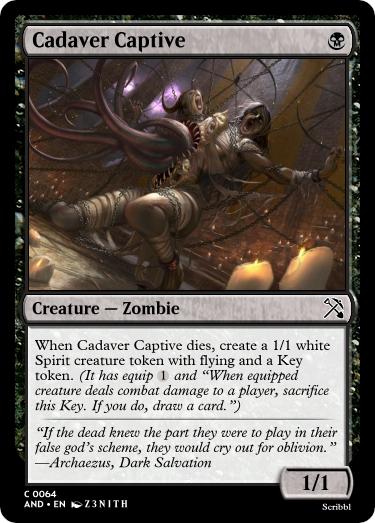 Cadaver Captive
Creature — Zombie
When Cadaver Captive dies, create a 1/1 white
Spirit creature token with flying and a Key
token. (It has equip 1 and “When equipped
creature deals combat damage to a player, sacrifice
this Key. If you do, draw a card.”)
“If the dead knew the part they were to play in their
false god’s scheme, they would cry out for oblivion.”
—Archaezus, Dark Salvation
1/1
C 0064
AND • EN Z3NITH
Scribbl